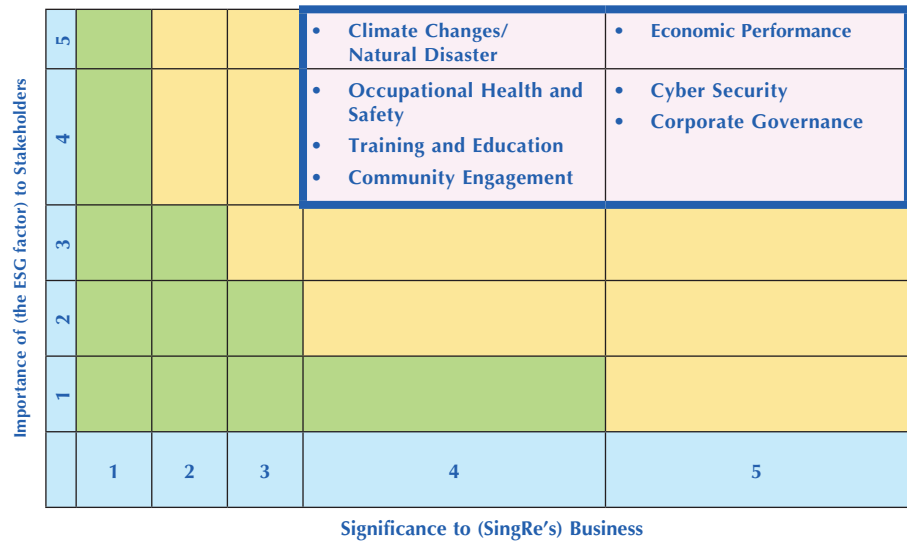 Importance of (the ESG factor) to Stakeholders
5
• Climate Changes/
Natural Disaster
• Economic Performance
4
• Occupational Health and
Safety
• Training and Education
• Community Engagement
• Cyber Security
• Corporate Governance
3
2
1
1 2 3 4 5
Significance to (SingRe's) Business